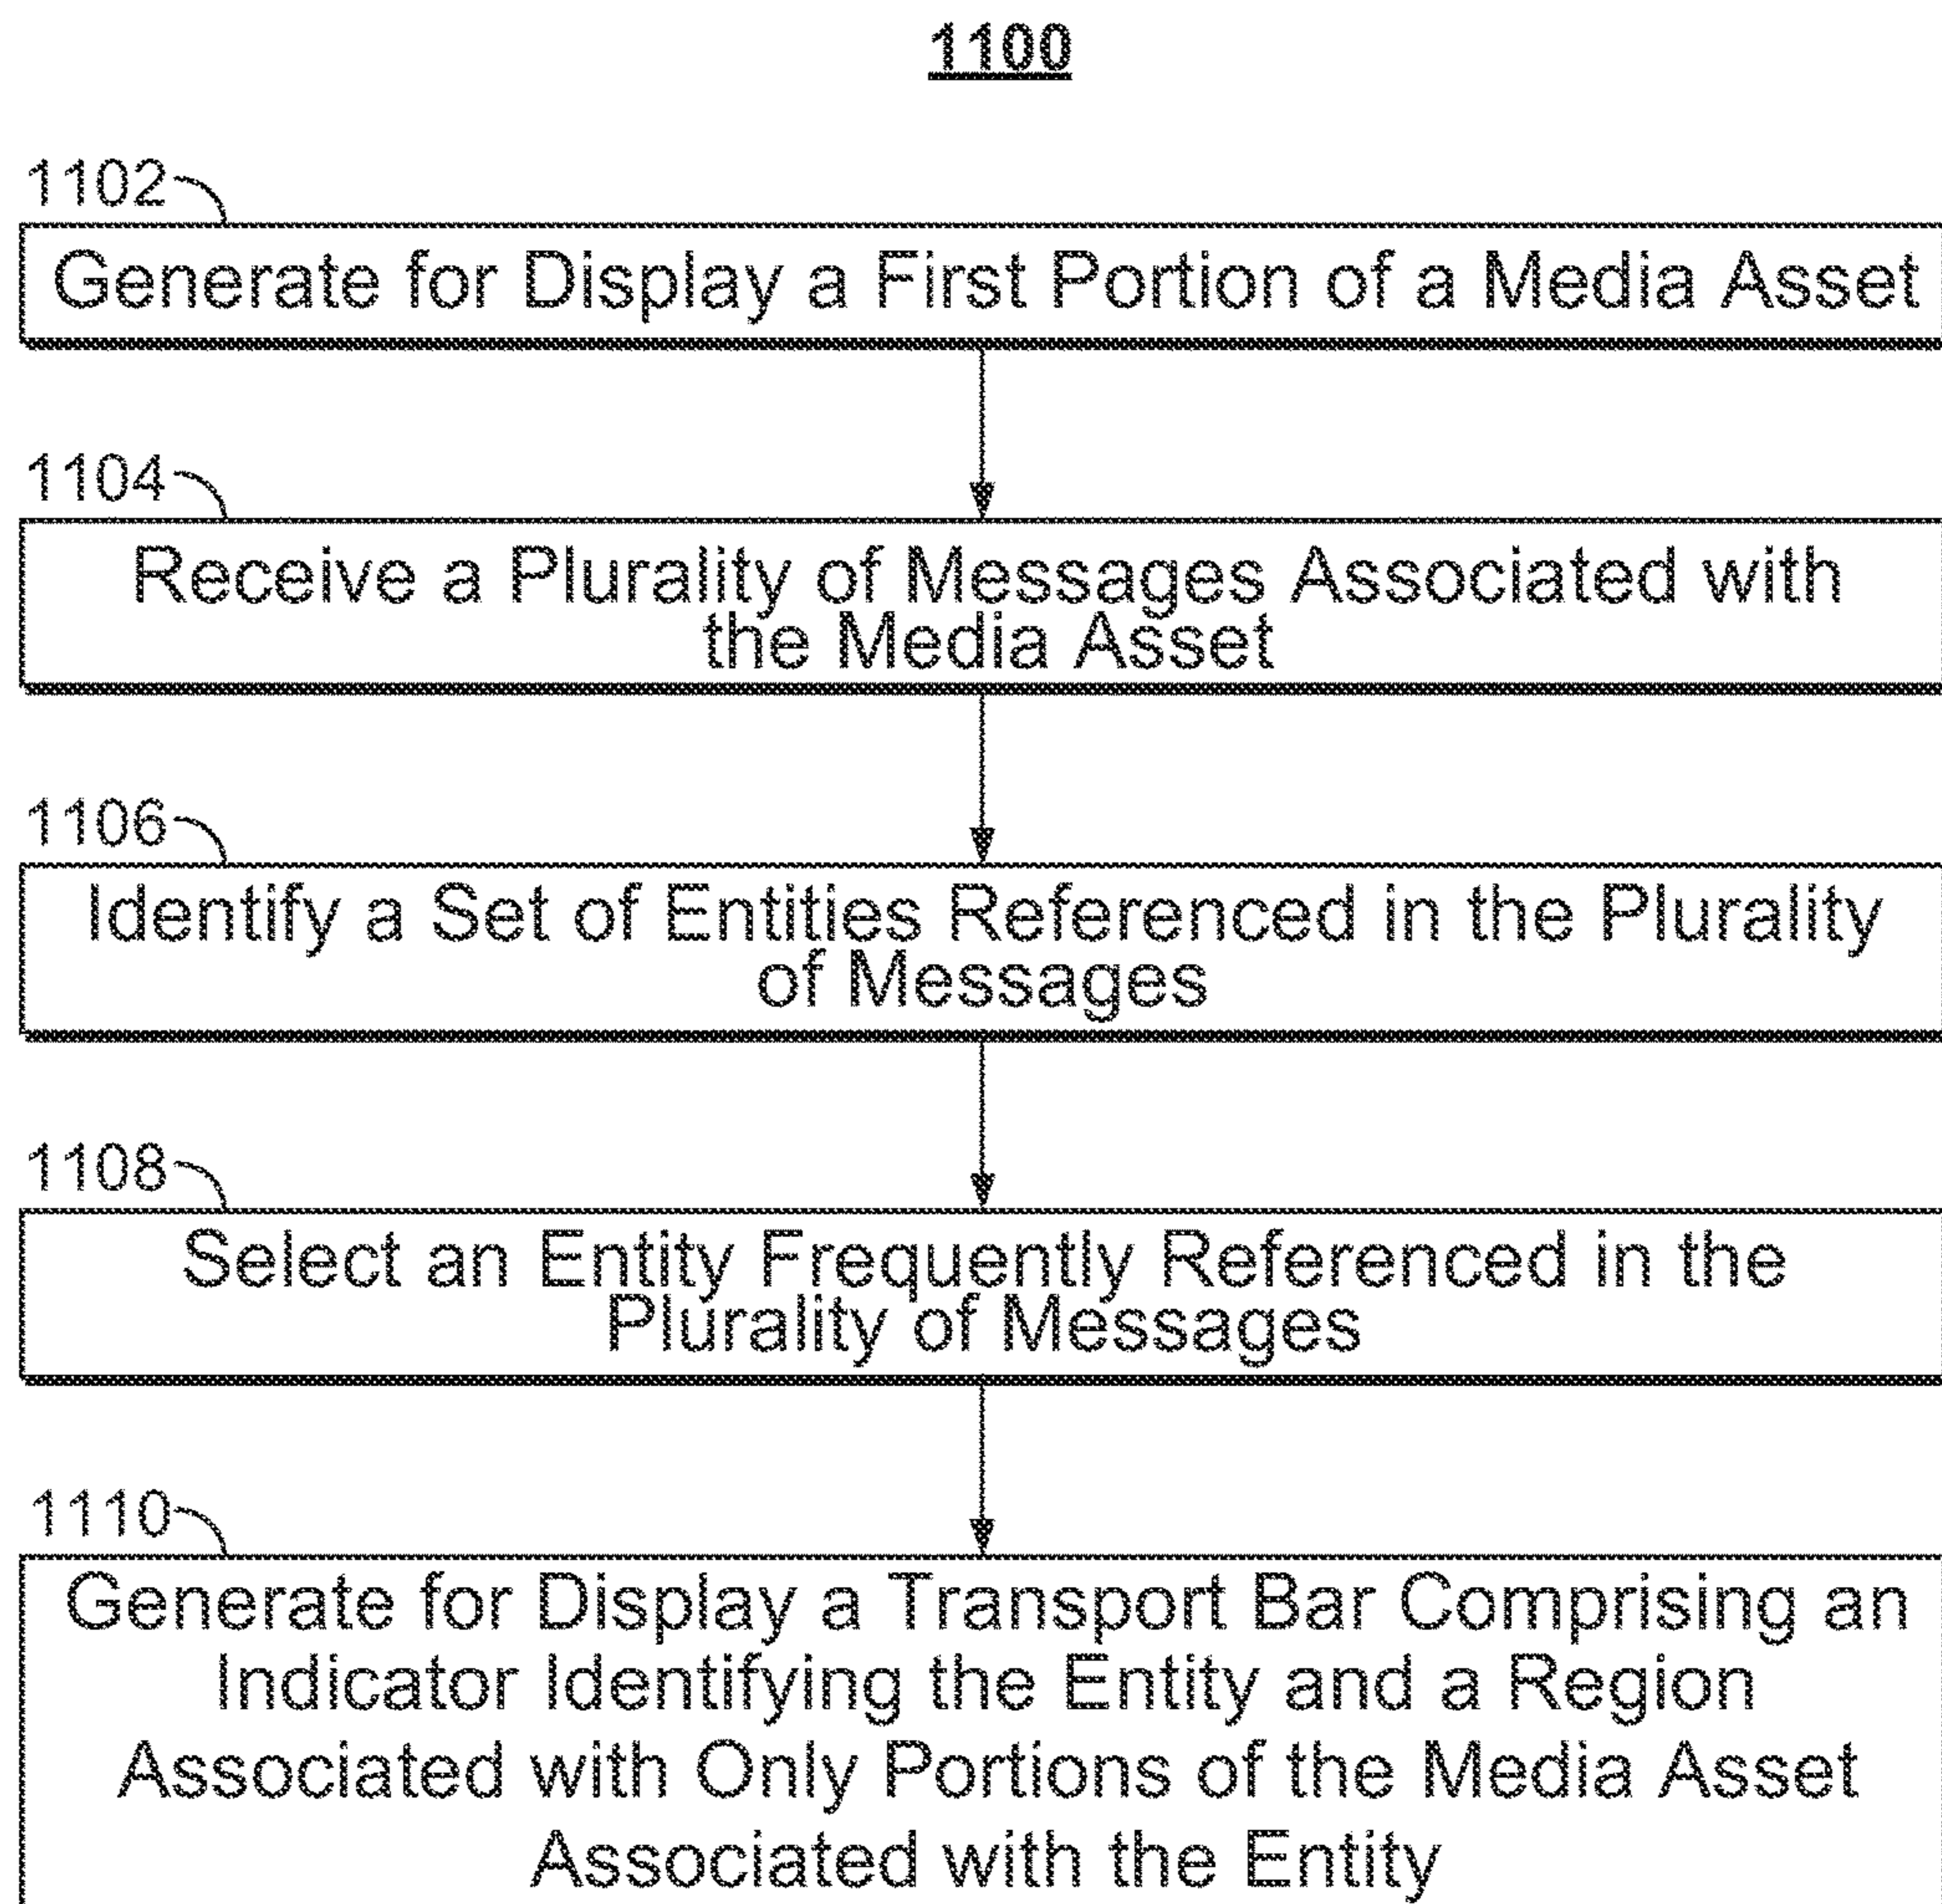 1100
1102
Generate for Display a First Portion of a Media Asset
1104
Receive a Plurality of Messages Associated with
the Media Asset
1106
Identify a Set of Entities Referenced in the Plurality
of Messages
1108
Select an Entity Frequently Referenced in the
Plurality of Messages
1110
Generate for Display a Transport Bar Comprising an
Indicator Identifying the Entity and a Region
Associated with Only Portions of the Media Asset
Associated with the Entity